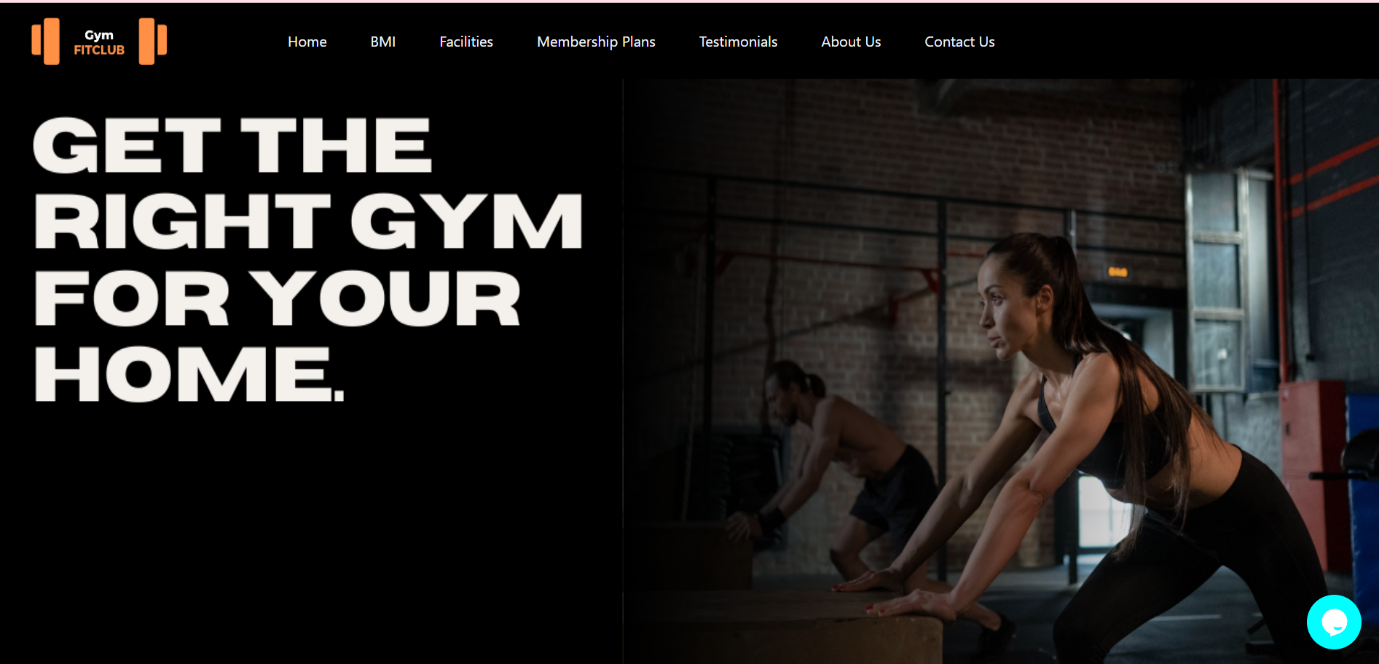 Gym
FITCLUB
Home BMI Facilities Membership Plans Testimonials About Us Contact Us
GET THE
RIGHT GYM
FOR YOUR
HOME.